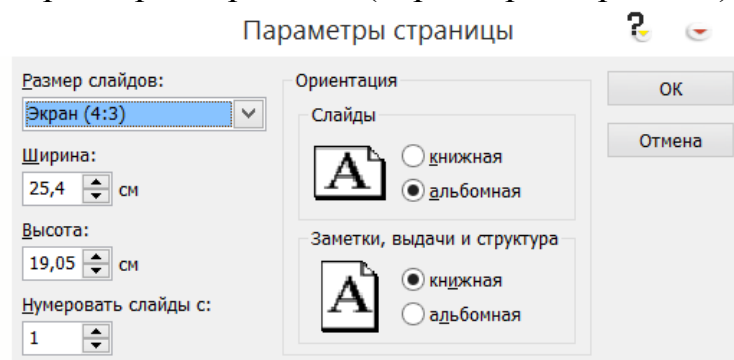 Параметры страницы
Размер слайдов:
Экран (4:3)
Ширина:
25,4 см
Высота:
19,05 см
Нумеровать слайды с:
1
Ориентация
Слайды
A
книжная
альбомная
Заметки, выдачи и структура
A
книжная
альбомная
ОК
Отмена